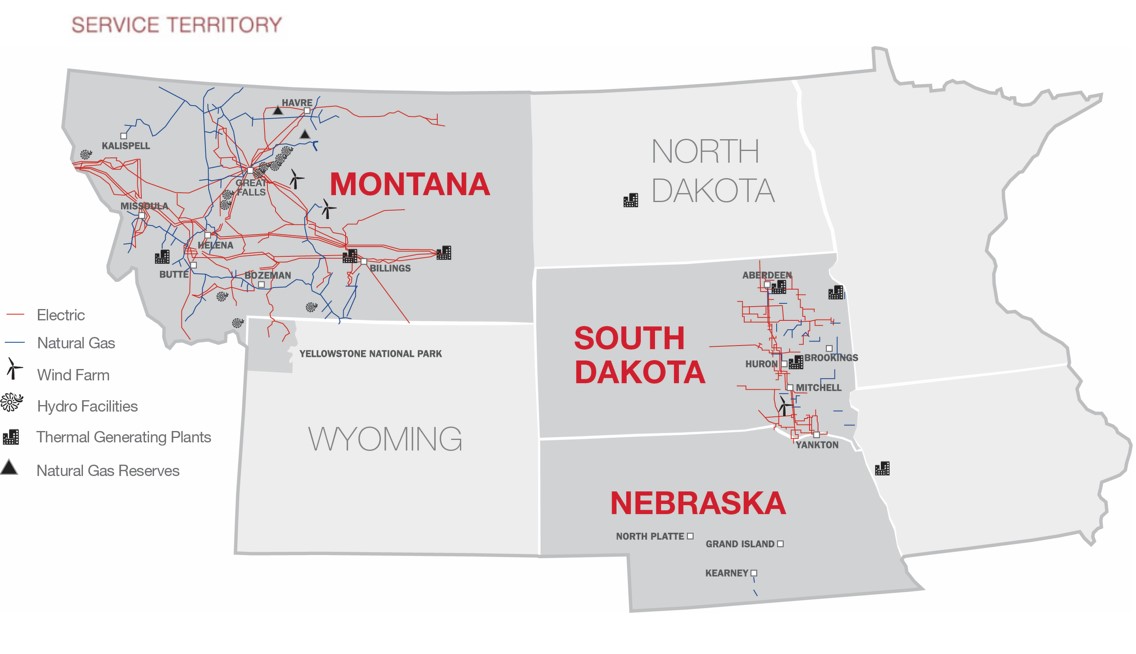 SERVICE TERRITORY
HAVRE
KALISPELL
GREAT
FALLS
MONTANA
NORTH
DAKOTA
MISSOULA
HELENA
BUTTE
BOZEMAN
BILLINGS
ABERDEEN
Electric
Natural Gas
Wind Farm
Hydro Facilities
Thermal Generating Plants
Natural Gas Reserves
YELLOWSTONE NATIONAL PARK
SOUTH
DAKOTA
HURON
BROOKINGS
MITCHELL
YANKTON
WYOMING
NEBRASKA
NORTH PLATTE
GRAND ISLAND
KEARNEY